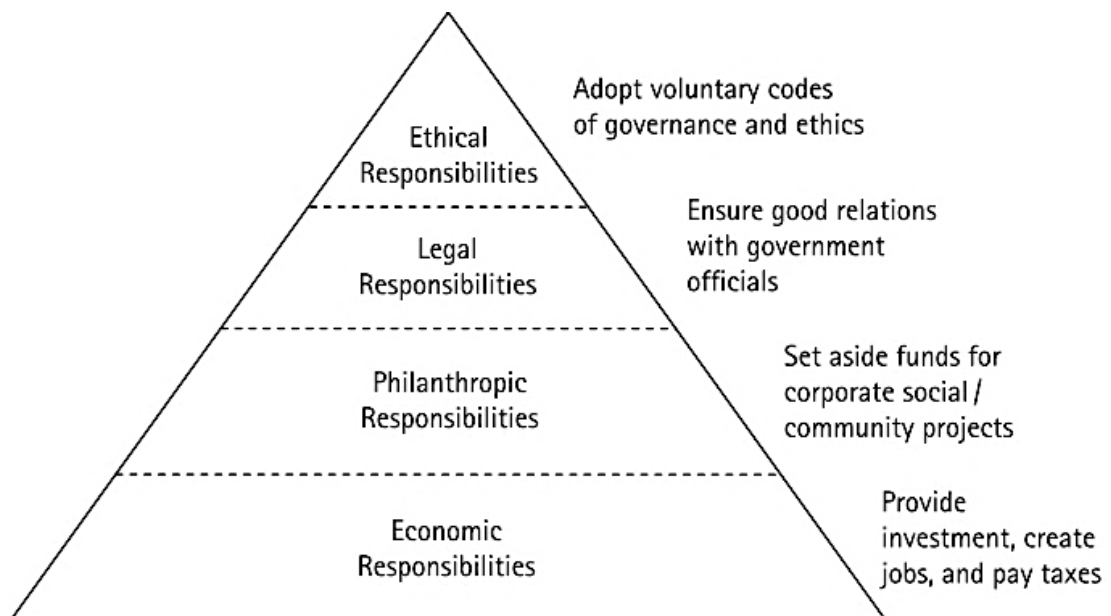 Adopt voluntary codes
of governance and ethics
Ethical
Responsibilities
Ensure good relations
with government
officials
Legal
Responsibilities
Set aside funds for
corporate social/
community projects
Philanthropic
Responsibilities
Provide
investment, create
jobs, and pay taxes
Economic
Responsibilities